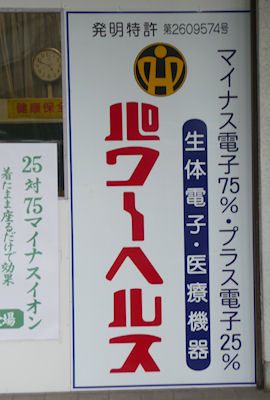 発明特許 第2609574号
マイナス電子75%・プラス電子25%
生体電子・医療機器
パワーヘルス
健康保全
25対75マイナスイオン
着たまま座るだけで効果
場